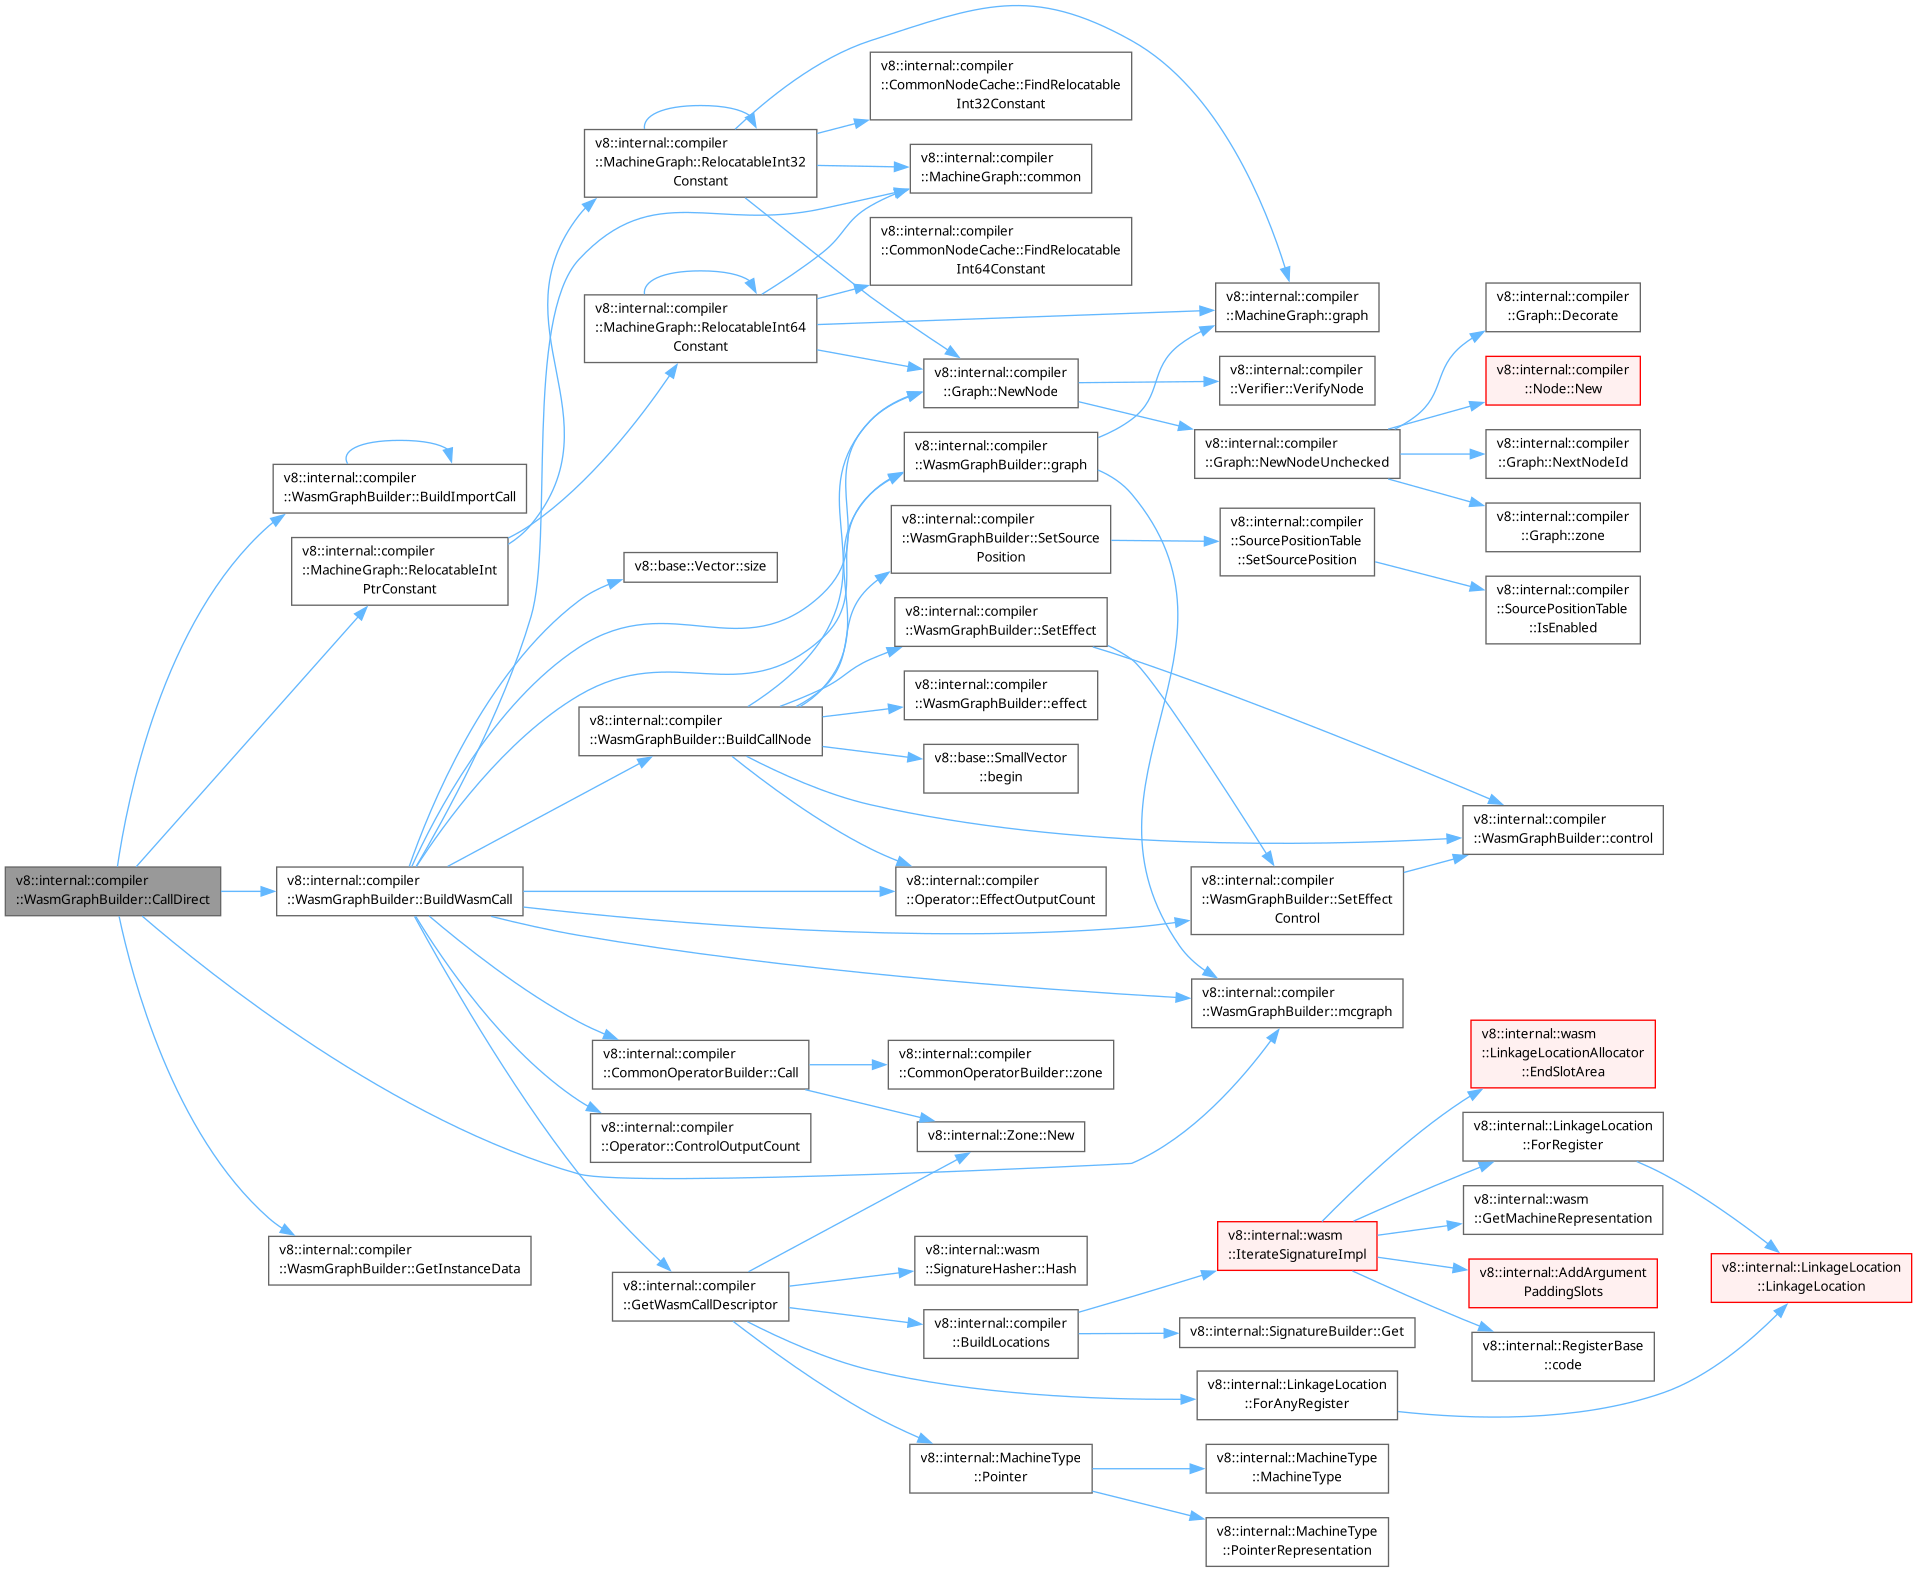 v8::internal::compiler
::WasmGraphBuilder::CallDirect
v8::internal::compiler
::WasmGraphBuilder::BuildImportCall
v8::internal::compiler
::MachineGraph::RelocatableInt
PtrConstant
v8::internal::compiler
::WasmGraphBuilder::BuildWasmCall
v8::internal::compiler
::WasmGraphBuilder::GetInstanceData
v8::internal::compiler
::MachineGraph::RelocatableInt32
Constant
v8::internal::compiler
::MachineGraph::RelocatableInt64
Constant
v8::base::Vector::size
v8::internal::compiler
::WasmGraphBuilder::BuildCallNode
v8::internal::compiler
::CommonOperatorBuilder::Call
v8::internal::compiler
::Operator::ControlOutputCount
v8::internal::compiler
::GetWasmCallDescriptor
v8::internal::compiler
::CommonNodeCache::FindRelocatable
Int32Constant
v8::internal::compiler
::MachineGraph::common
v8::internal::compiler
::CommonNodeCache::FindRelocatable
Int64Constant
v8::internal::compiler
::Graph::NewNode
v8::internal::compiler
::WasmGraphBuilder::graph
v8::internal::compiler
::WasmGraphBuilder::SetSource
Position
v8::internal::compiler
::WasmGraphBuilder::SetEffect
v8::internal::compiler
::WasmGraphBuilder::effect
v8::base::SmallVector
::begin
v8::internal::compiler
::Operator::EffectOutputCount
v8::internal::compiler
::CommonOperatorBuilder::zone
v8::internal::Zone::New
v8::internal::wasm
::SignatureHasher::Hash
v8::internal::compiler
::BuildLocations
v8::internal::MachineType
::Pointer
v8::internal::compiler
::MachineGraph::graph
v8::internal::compiler
::Verifier::VerifyNode
v8::internal::compiler
::Graph::NewNodeUnchecked
v8::internal::compiler
::SourcePositionTable
::SetSourcePosition
v8::internal::compiler
::WasmGraphBuilder::SetEffect
Control
v8::internal::compiler
::WasmGraphBuilder::mcgraph
v8::internal::wasm
::IterateSignatureImpl
v8::internal::SignatureBuilder::Get
v8::internal::LinkageLocation
::ForAnyRegister
v8::internal::MachineType
::MachineType
v8::internal::MachineType
::PointerRepresentation
v8::internal::compiler
::Graph::Decorate
v8::internal::compiler
::Node::New
v8::internal::compiler
::Graph::NextNodeId
v8::internal::compiler
::Graph::zone
v8::internal::compiler
::SourcePositionTable
::IsEnabled
v8::internal::compiler
::WasmGraphBuilder::control
v8::internal::wasm
::LinkageLocationAllocator
::EndSlotArea
v8::internal::LinkageLocation
::ForRegister
v8::internal::wasm
::GetMachineRepresentation
v8::internal::AddArgument
PaddingSlots
v8::internal::RegisterBase
::code
v8::internal::LinkageLocation
::LinkageLocation